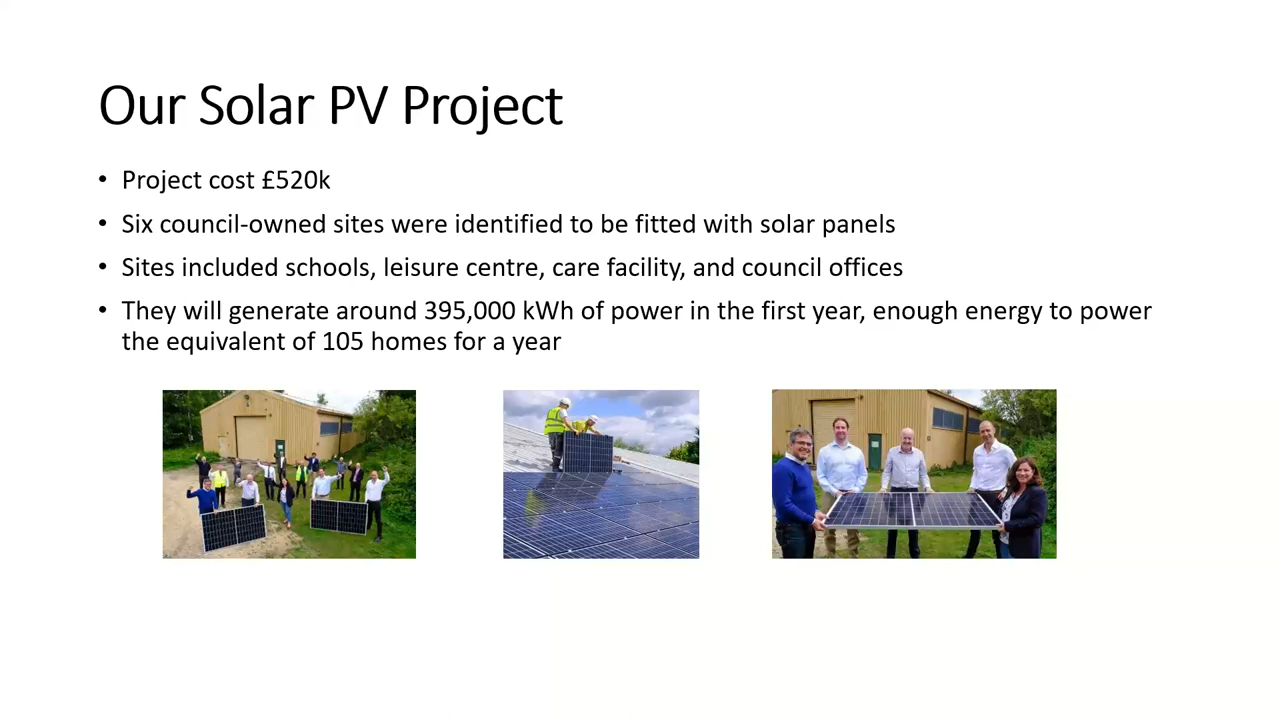 Our Solar PV Project
• Project cost £520k
• Six council-owned sites were identified to be fitted with solar panels
• Sites included schools, leisure centre, care facility, and council offices
• They will generate around 395,000 kWh of power in the first year, enough energy to power
the equivalent of 105 homes for a year